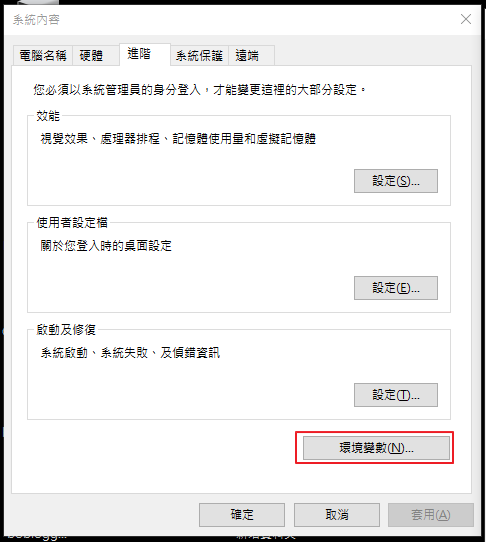 系統內容
電腦名稱 硬體 進階 系統保護 遠端
您必須以系統管理員的身分登入，才能變更這裡的大部分設定。
效能
視覺效果、處理器排程、記憶體使用量和虛擬記憶體
設定(S)...
使用者設定檔
關於您登入時的桌面設定
設定(E)...
啟動及修復
系統啟動、系統失敗、及偵錯資訊
設定(T)...
環境變數(N)...
確定 取消 套用(A)